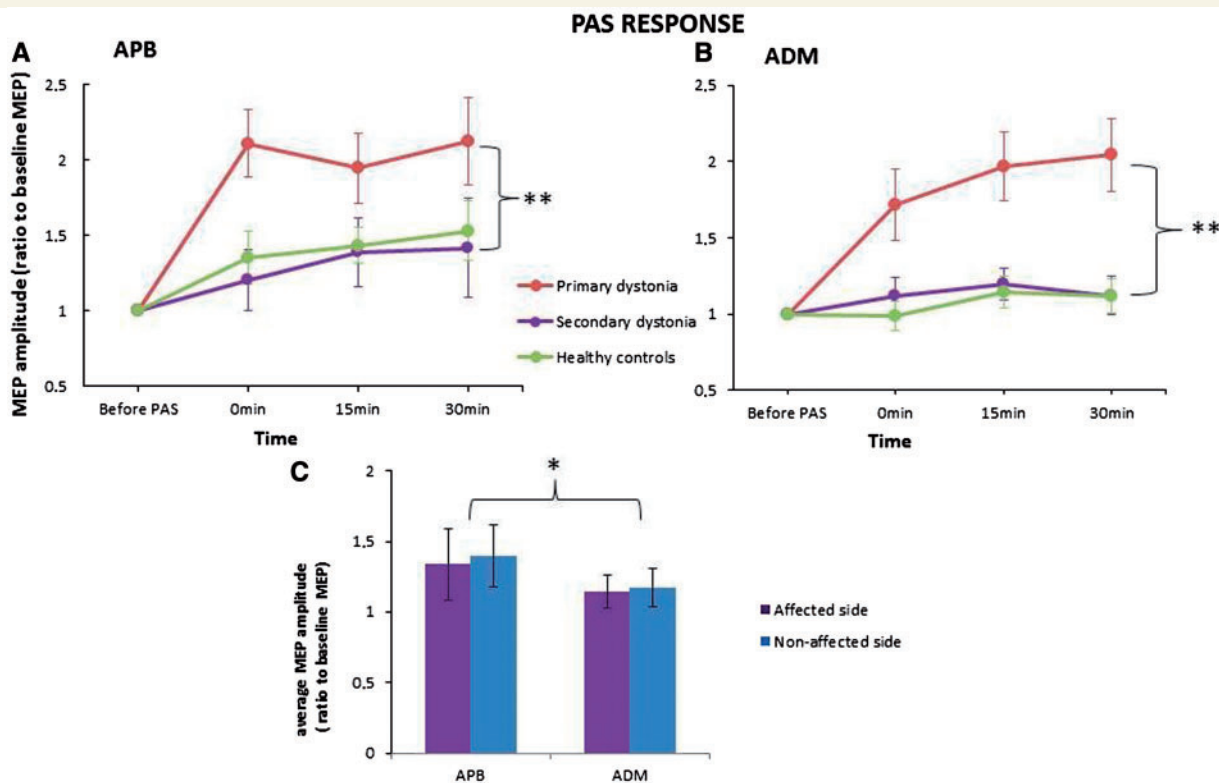 PAS RESPONSE
A
APB
MEP amplitude (ratio to baseline MEP)
2.5
2
1.5
1
0.5
**
Primary dystonia
Secondary dystonia
Healthy controls
Before PAS 0min 15min 30min
Time
B
ADM
2,5
2
1,5
1
0,5
**
Before PAS 0min 15min 30min
Time
C
average MEP amplitude
(ratio to baseline MEP)
2
1,5
1
0,5
0
*
APB ADM
Affected side
Non-affected side